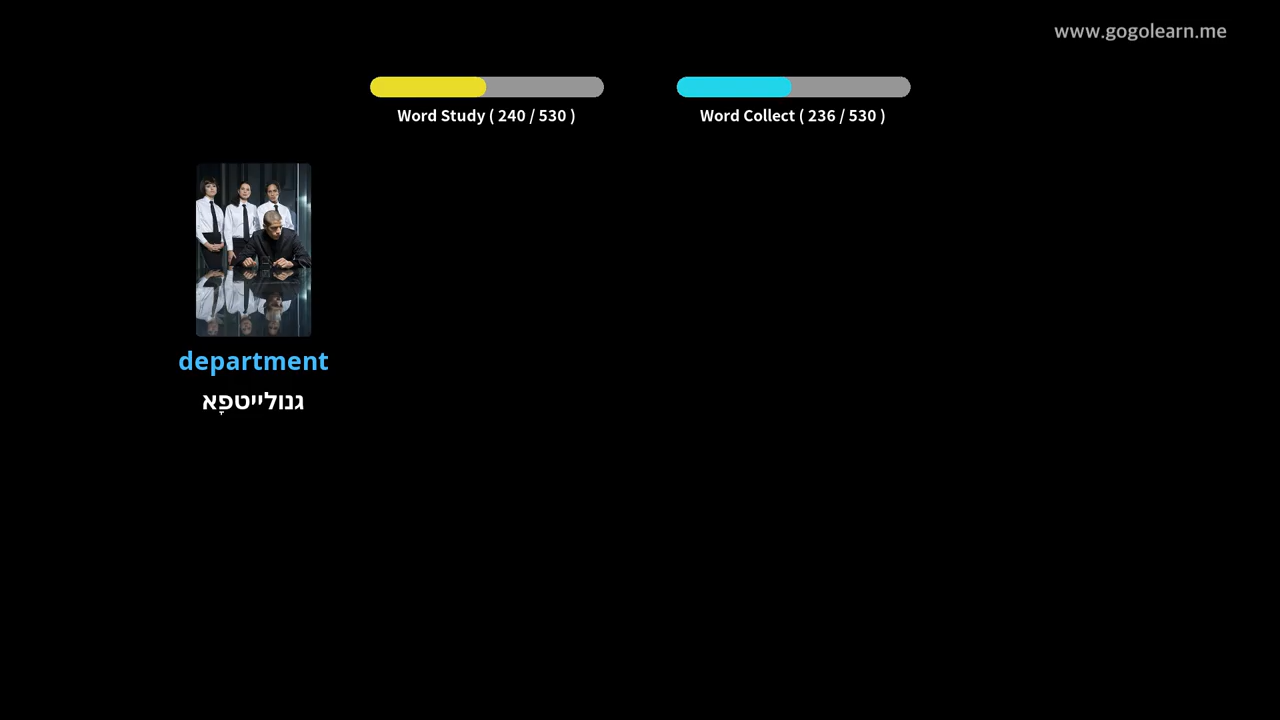 www.gogolearn.me
Word Study ( 240 / 530 )
Word Collect ( 236 / 530 )
department
גנולייטפָא